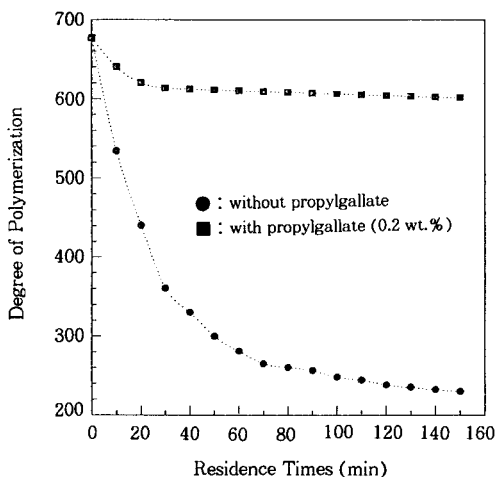 Degree of Polymerization
700
600
500
400
300
200
● : without propylgallate
■ : with propylgallate (0.2 wt.%)
0 20 40 60 80 100 120 140 160
Residence Times (min)